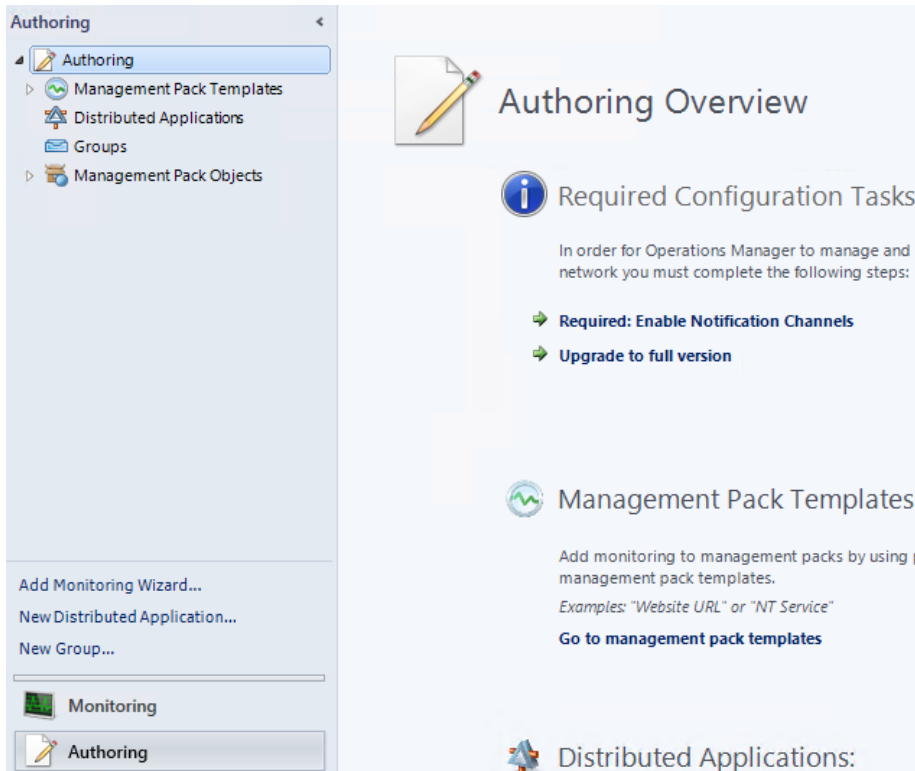 Authoring
Authoring
Management Pack Templates
Distributed Applications
Groups
Management Pack Objects
Add Monitoring Wizard...
New Distributed Application...
New Group...
Monitoring
Authoring
Authoring Overview
Required Configuration Tasks
In order for Operations Manager to manage and
network you must complete the following steps:
Required: Enable Notification Channels
Upgrade to full version
Management Pack Templates
Add monitoring to management packs by using
management pack templates.
Examples: "Website URL" or "NT Service"
Go to management pack templates
Distributed Applications: